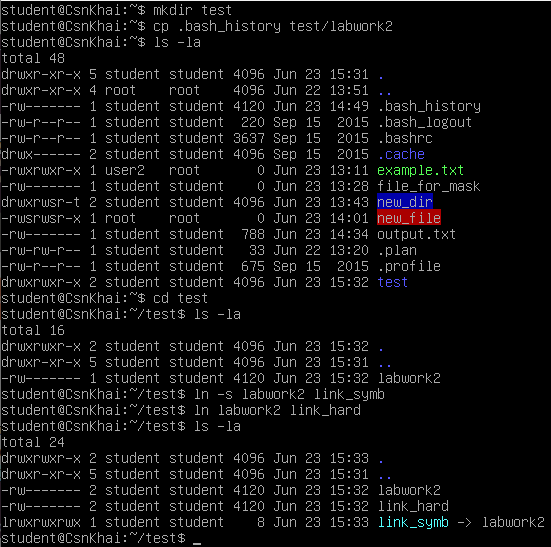 student@CsnKhai:~$ mkdir test
student@CsnKhai:~$ cp .bash_history test/labwork2
student@CsnKhai:~$ ls -la
total 48
drwxr-xr-x 5 student student 4096 Jun 23 15:31 .
drwxr-xr-x 4 root    root    4096 Jun 22 13:51 ..
-rw------- 1 student student 4120 Jun 23 14:49 .bash_history
-rw-r--r-- 1 student student  220 Sep 15  2015 .bash_logout
-rw-r--r-- 1 student student 3637 Sep 15  2015 .bashrc
drwx------ 2 student student 4096 Sep 15  2015 .cache
-rwxrwxr-x 1 user2   root       0 Jun 23 13:11 example.txt
-rw------- 1 student student    0 Jun 23 13:28 file_for_mask
drwxrwsr-t 2 student student 4096 Jun 23 13:43 new_dir
-rwsrwsr-x 1 root    root       0 Jun 23 14:01 new_file
-rw------- 1 student student  788 Jun 23 14:34 output.txt
-rw-rw-r-- 1 student student   33 Jun 22 13:20 .plan
-rw-r--r-- 1 student student  675 Sep 15  2015 .profile
drwxrwxr-x 2 student student 4096 Jun 23 15:32 test
student@CsnKhai:~$ cd test
student@CsnKhai:~/test$ ls -la
total 16
drwxrwxr-x 2 student student 4096 Jun 23 15:32 .
drwxr-xr-x 5 student student 4096 Jun 23 15:31 ..
-rw------- 1 student student 4120 Jun 23 15:32 labwork2
student@CsnKhai:~/test$ ln -s labwork2 link_symb
student@CsnKhai:~/test$ ln labwork2 link_hard
student@CsnKhai:~/test$ ls -la
total 24
drwxrwxr-x 2 student student 4096 Jun 23 15:33 .
drwxr-xr-x 5 student student 4096 Jun 23 15:31 ..
-rw------- 2 student student 4120 Jun 23 15:32 labwork2
-rw------- 2 student student 4120 Jun 23 15:32 link_hard
lrwxrwxrwx 1 student student    8 Jun 23 15:33 link_symb -> labwork2
student@CsnKhai:~/test$ _